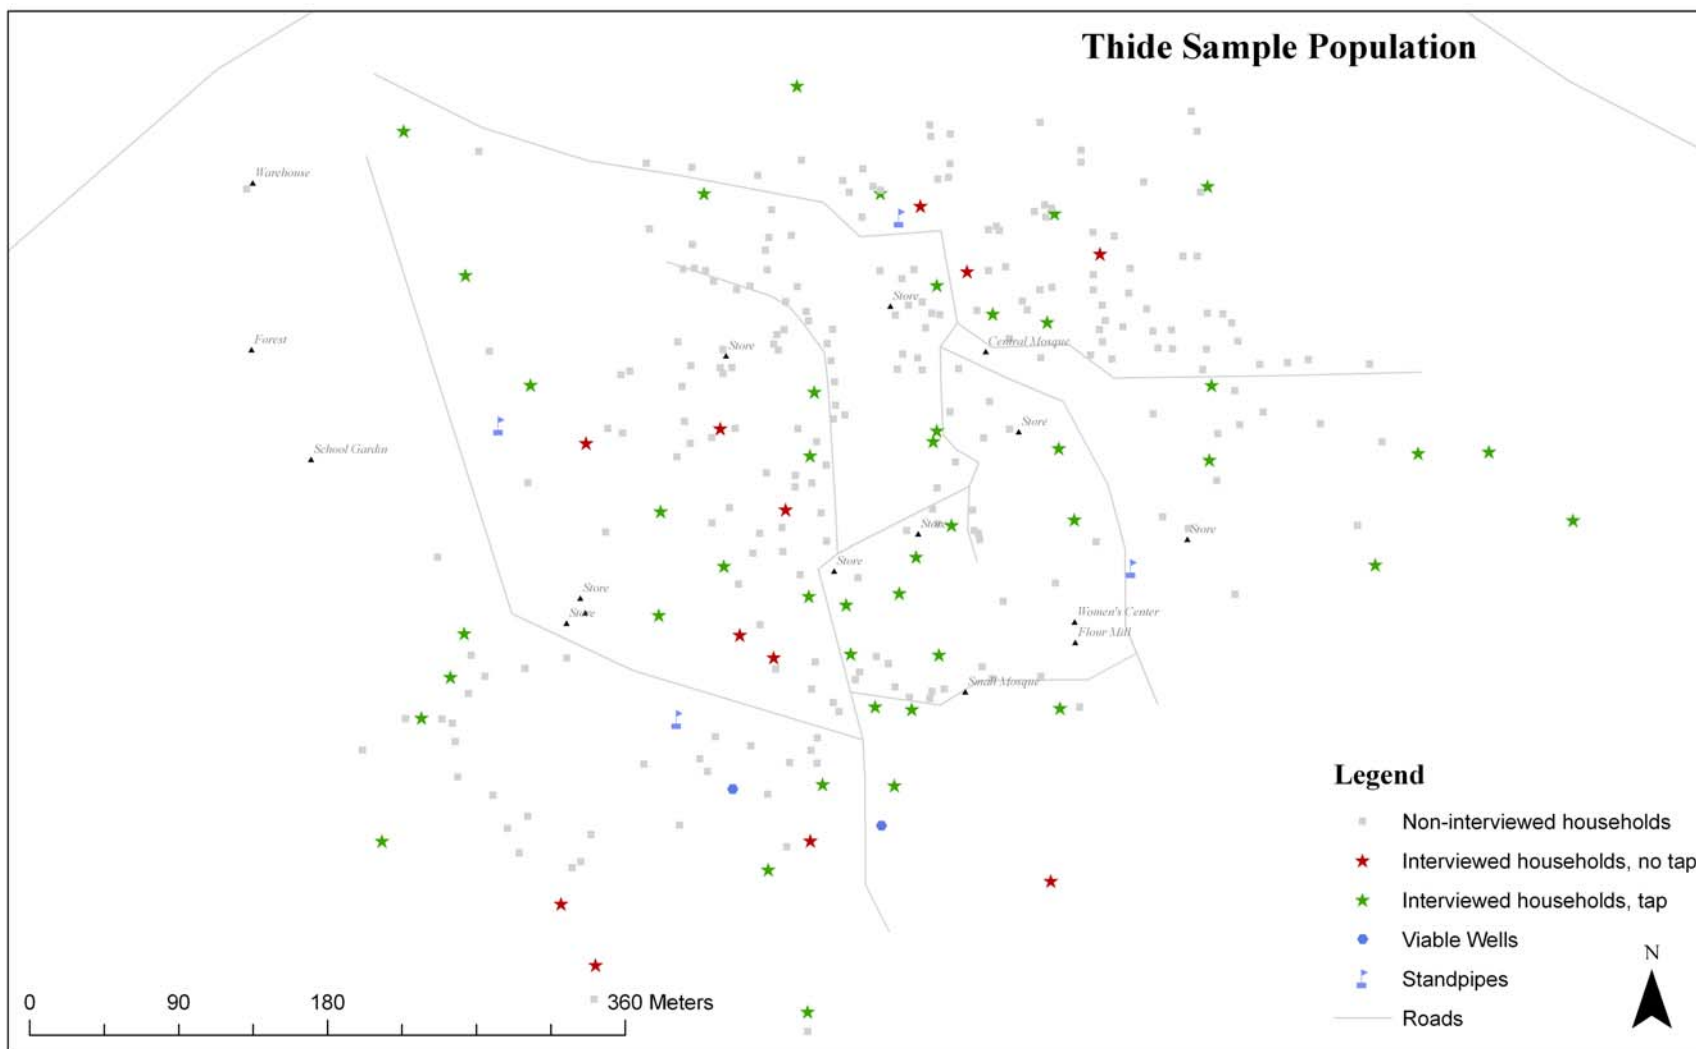 Thide Sample Population
Warehouse
Store
Forest
Store
Central Mosque
Store
School Gardin
Store
Store
Store
Store
Store
Women's Center
Flour Mill
Small Mosque
Legend
Non-interviewed households
Interviewed households, no tap
Interviewed households, tap
Viable Wells
N
Standpipes
0 90 180 360 Meters
Roads